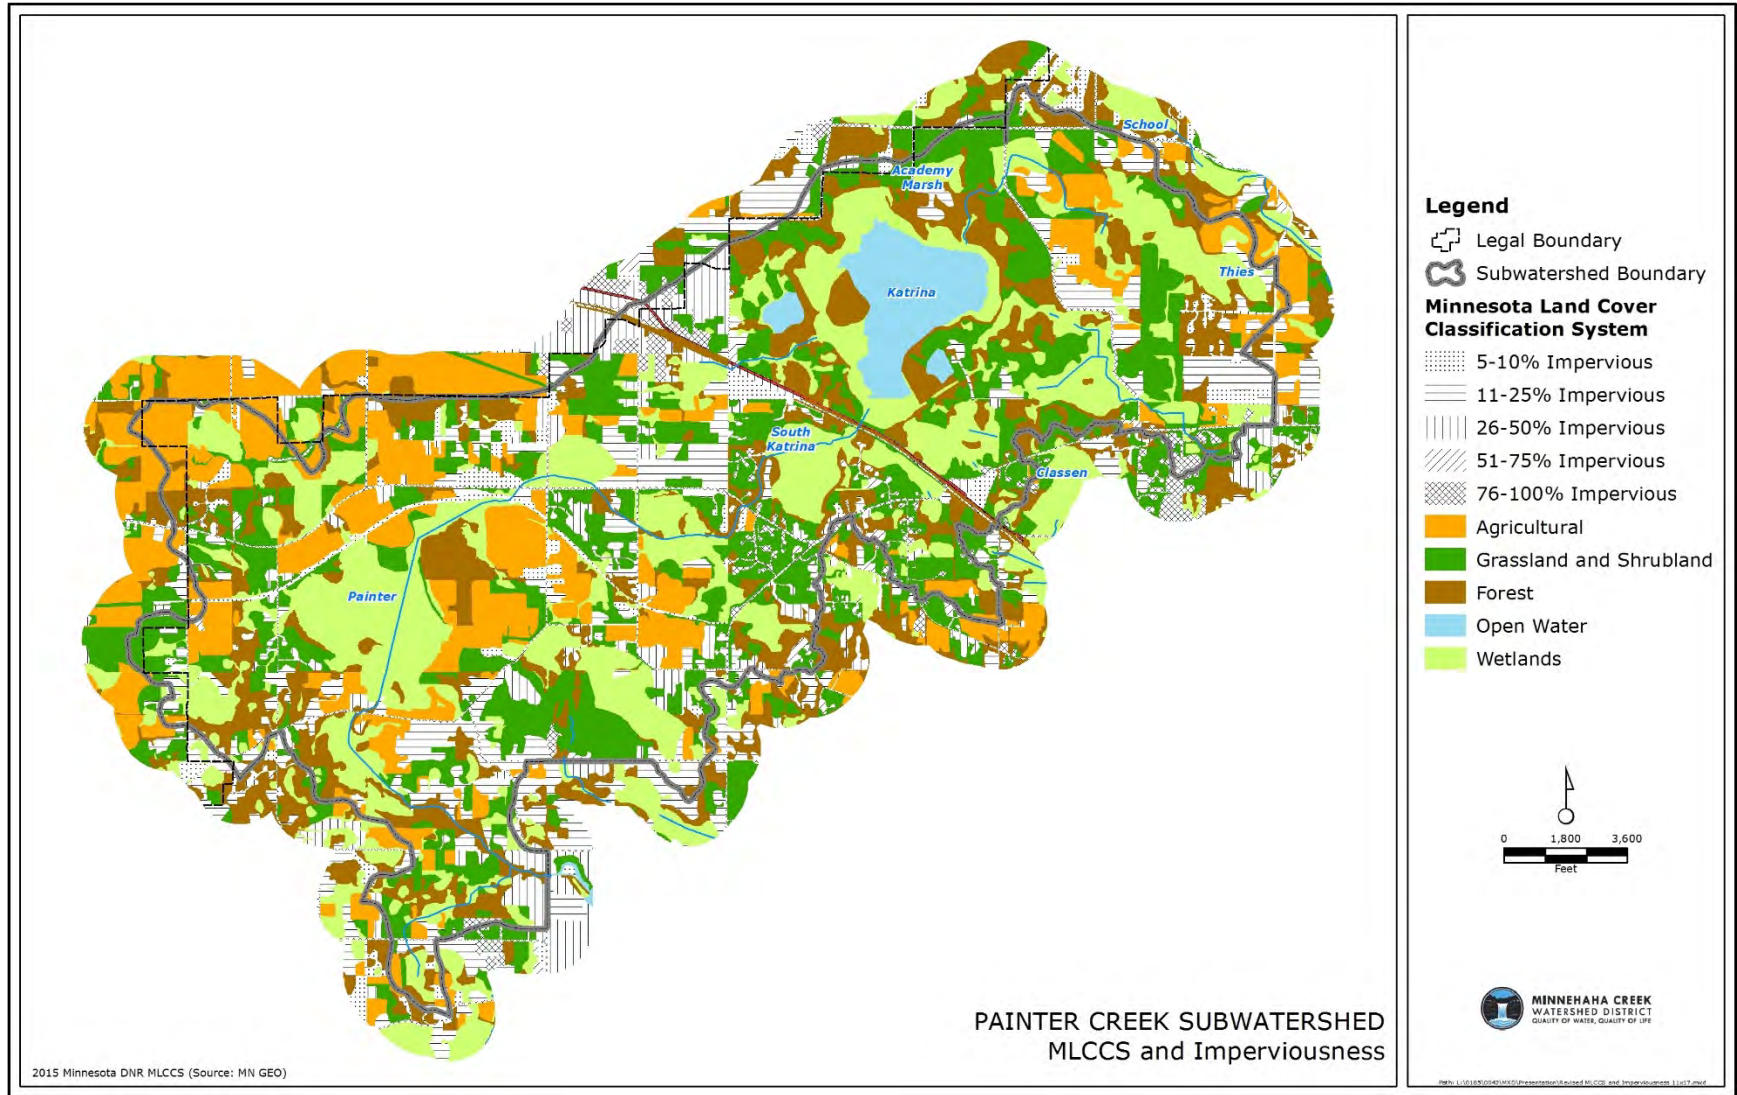 School
Academy
Marsh
Thies
Katrina
South
Katrina
Classen
Painter
PAINTER CREEK SUBWATERSHED
MLCCS and Imperviousness
2015 Minnesota DNR MLCCS (Source: MN GEO)
Legend
Legal Boundary
Subwatershed Boundary
Minnesota Land Cover
Classification System
5-10% Impervious
11-25% Impervious
26-50% Impervious
51-75% Impervious
76-100% Impervious
Agricultural
Grassland and Shrubland
Forest
Open Water
Wetlands
0 1,800 3,600
Feet
MINNEHAHA CREEK
WATERSHED DISTRICT
QUALITY OF WATER, QUALITY OF LIFE